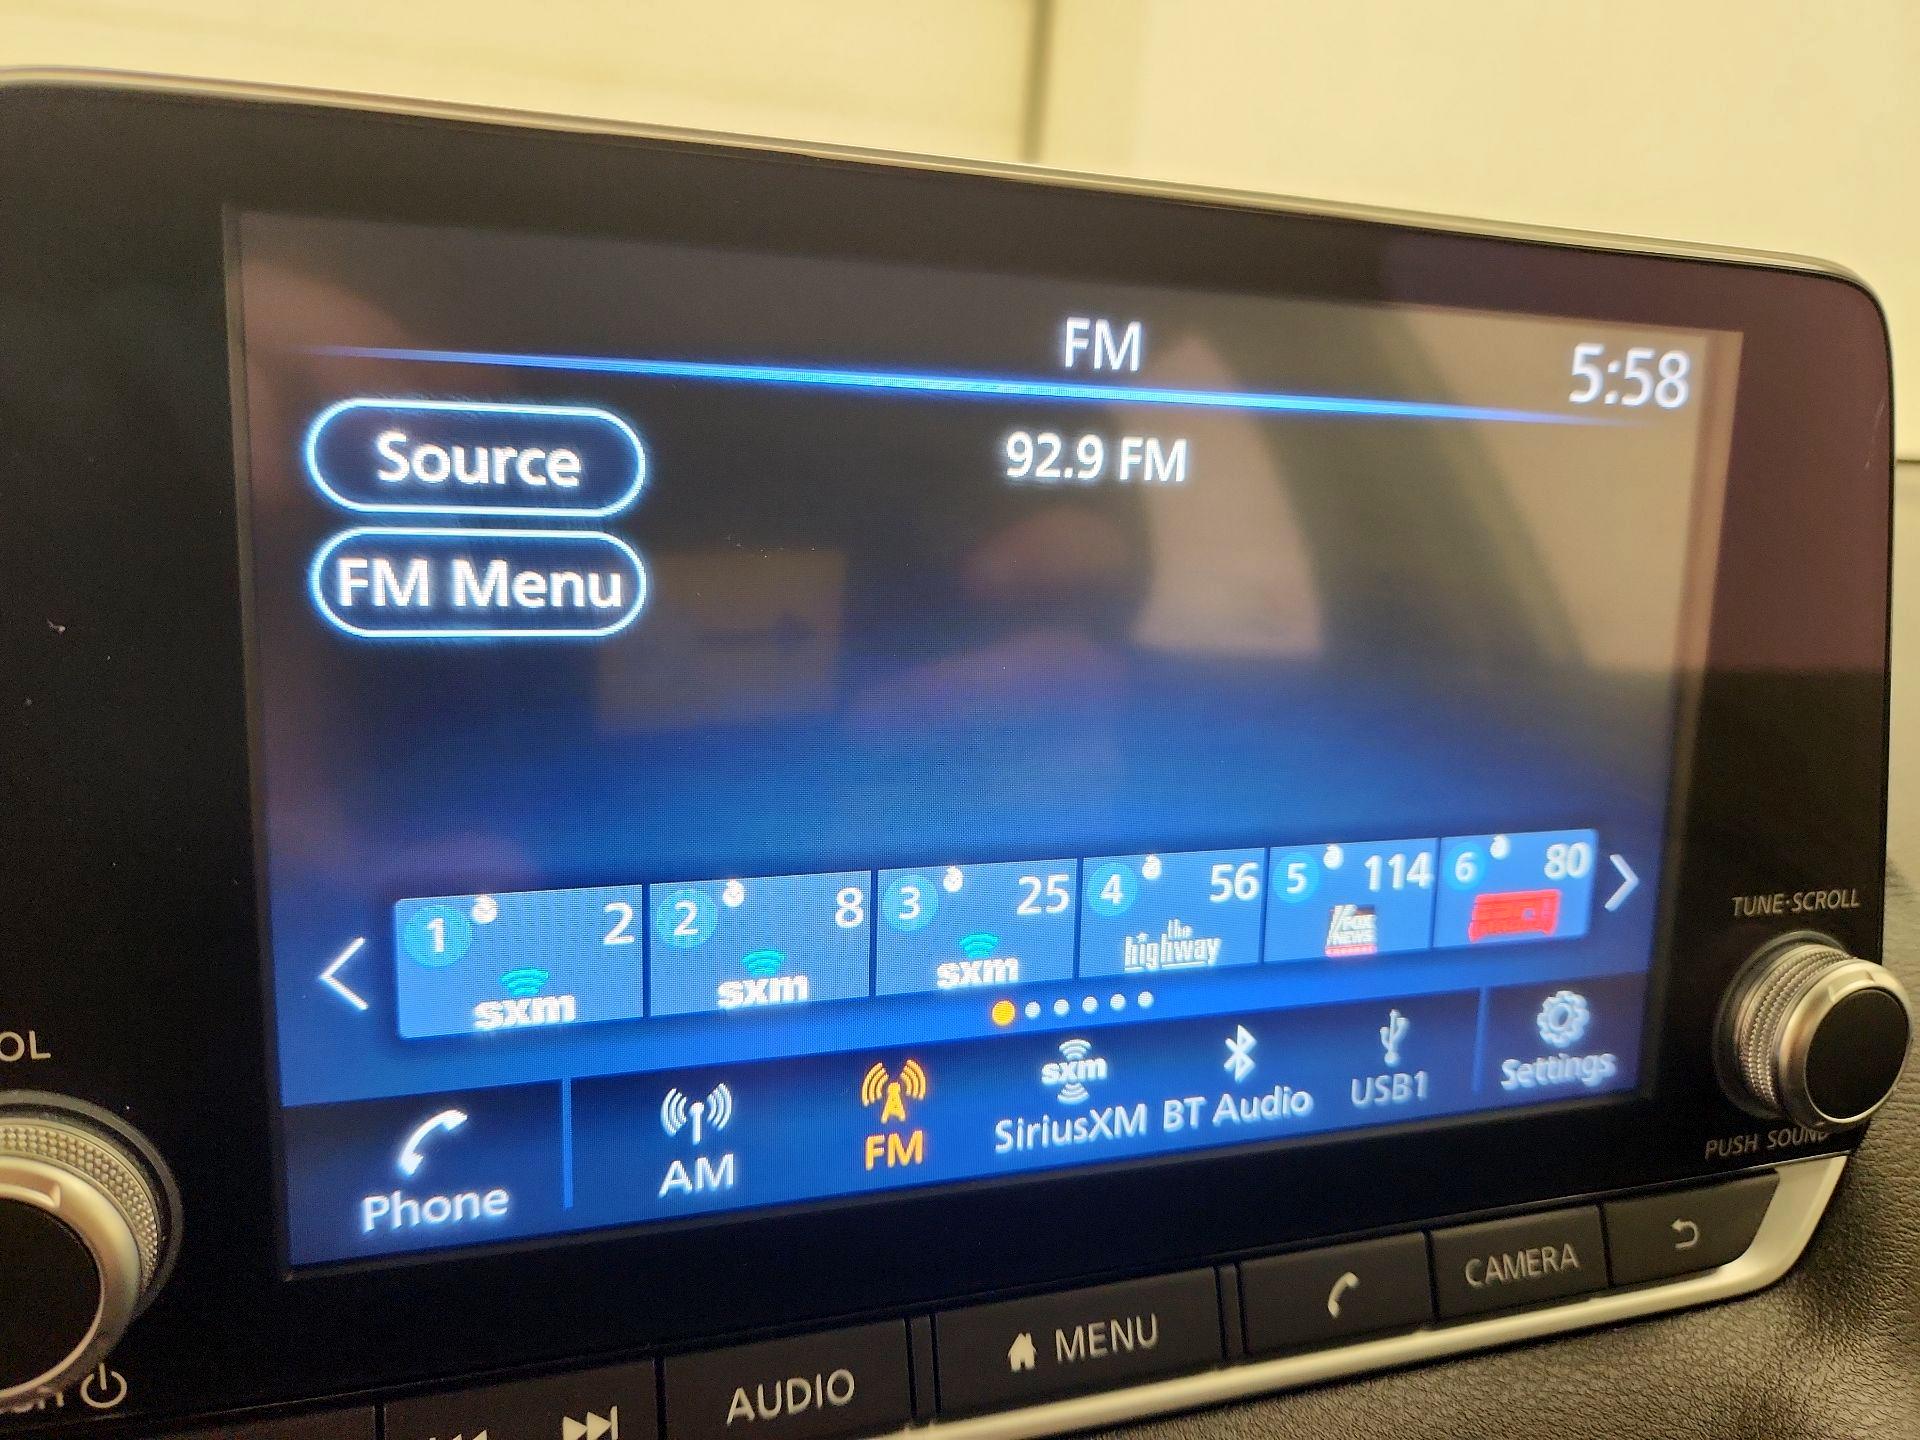 FM
5:58
Source
92.9 FM
FM Menu
1 2
sxm
2 8
sxm
3 25
sxm
4 56
the highway
5 114
FOX NEWS
6 80
Phone
AM
FM
sxm
SiriusXM
BT Audio
USB1
Settings
OL
TUNE·SCROLL
PUSH SOUND
AUDIO
MENU
CAMERA